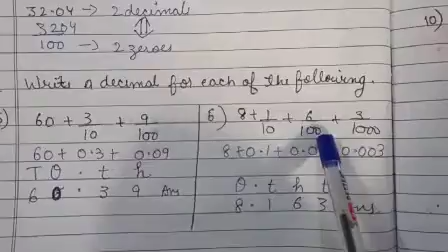 32.04 → 2 decimals
3204/100 → 2 zeroes
10)
Write a decimal for each of the following.
60 + 3/10 + 9/100
60 + 0.3 + 0.09
T O . t h
6 0 . 3 9 Ans
6) 8 + 1/10 + 6/100 + 3/1000
8 + 0.1 + 0.0 0.003
O . t h t
8 . 1 6 3 Ans